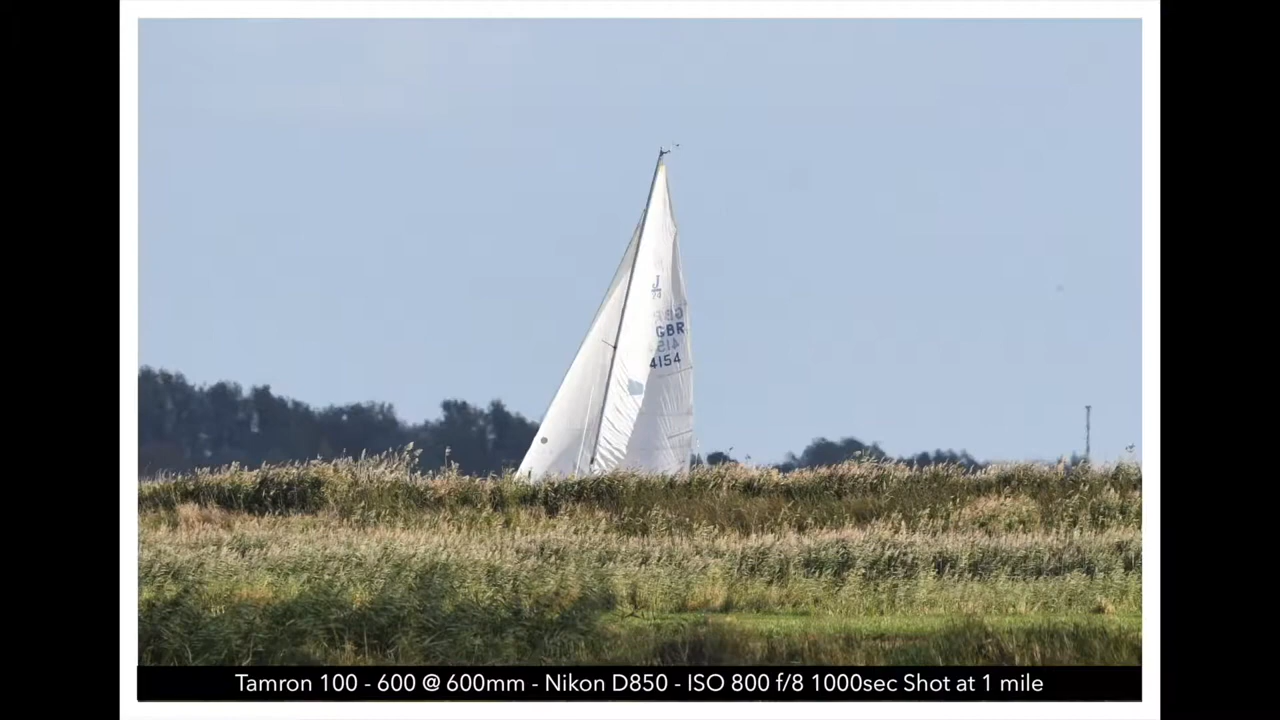 J
GBR
4154
Tamron 100 - 600 @ 600mm - Nikon D850 - ISO 800 f/8 1000sec Shot at 1 mile